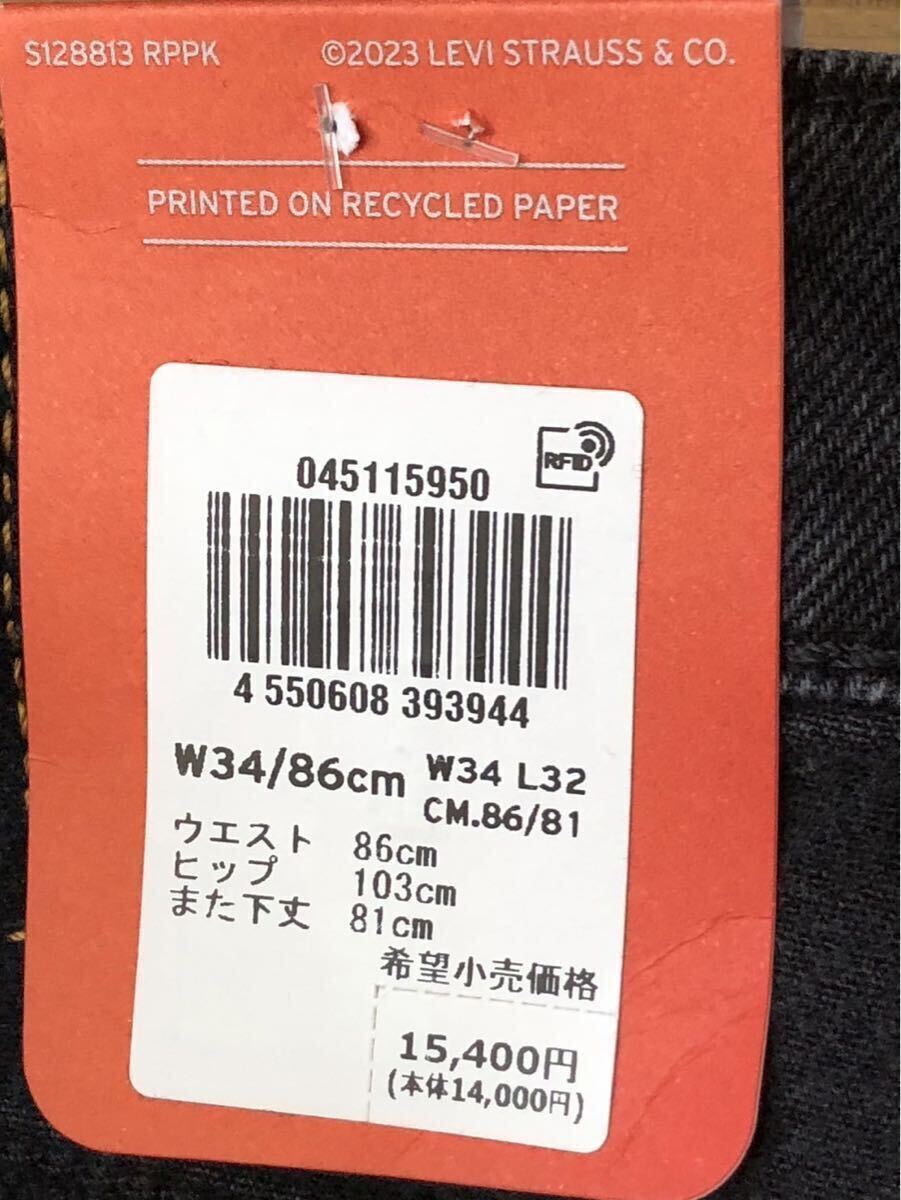 S128813 RPPK ©2023 LEVI STRAUSS & CO.
PRINTED ON RECYCLED PAPER
RFID
045115950
4 550608 393944
W34/86cm W34 L32
CM.86/81
ウエスト 86cm
ヒップ 103cm
また下丈 81cm
希望小売価格
15,400円
(本体14,000円)